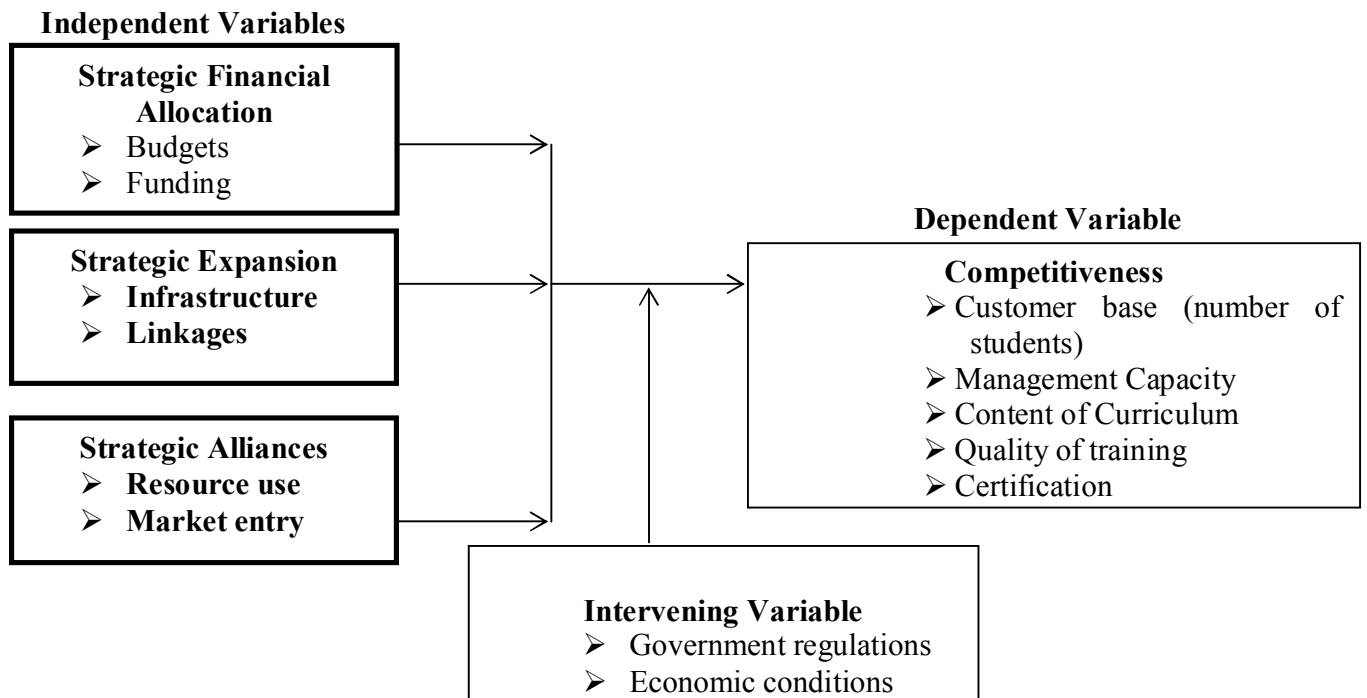 Independent Variables
Strategic Financial
Allocation
➢ Budgets
➢ Funding
Strategic Expansion
➢ Infrastructure
➢ Linkages
Strategic Alliances
➢ Resource use
➢ Market entry
Dependent Variable
Competitiveness
➢ Customer base (number of
students)
➢ Management Capacity
➢ Content of Curriculum
➢ Quality of training
➢ Certification
Intervening Variable
➢ Government regulations
➢ Economic conditions